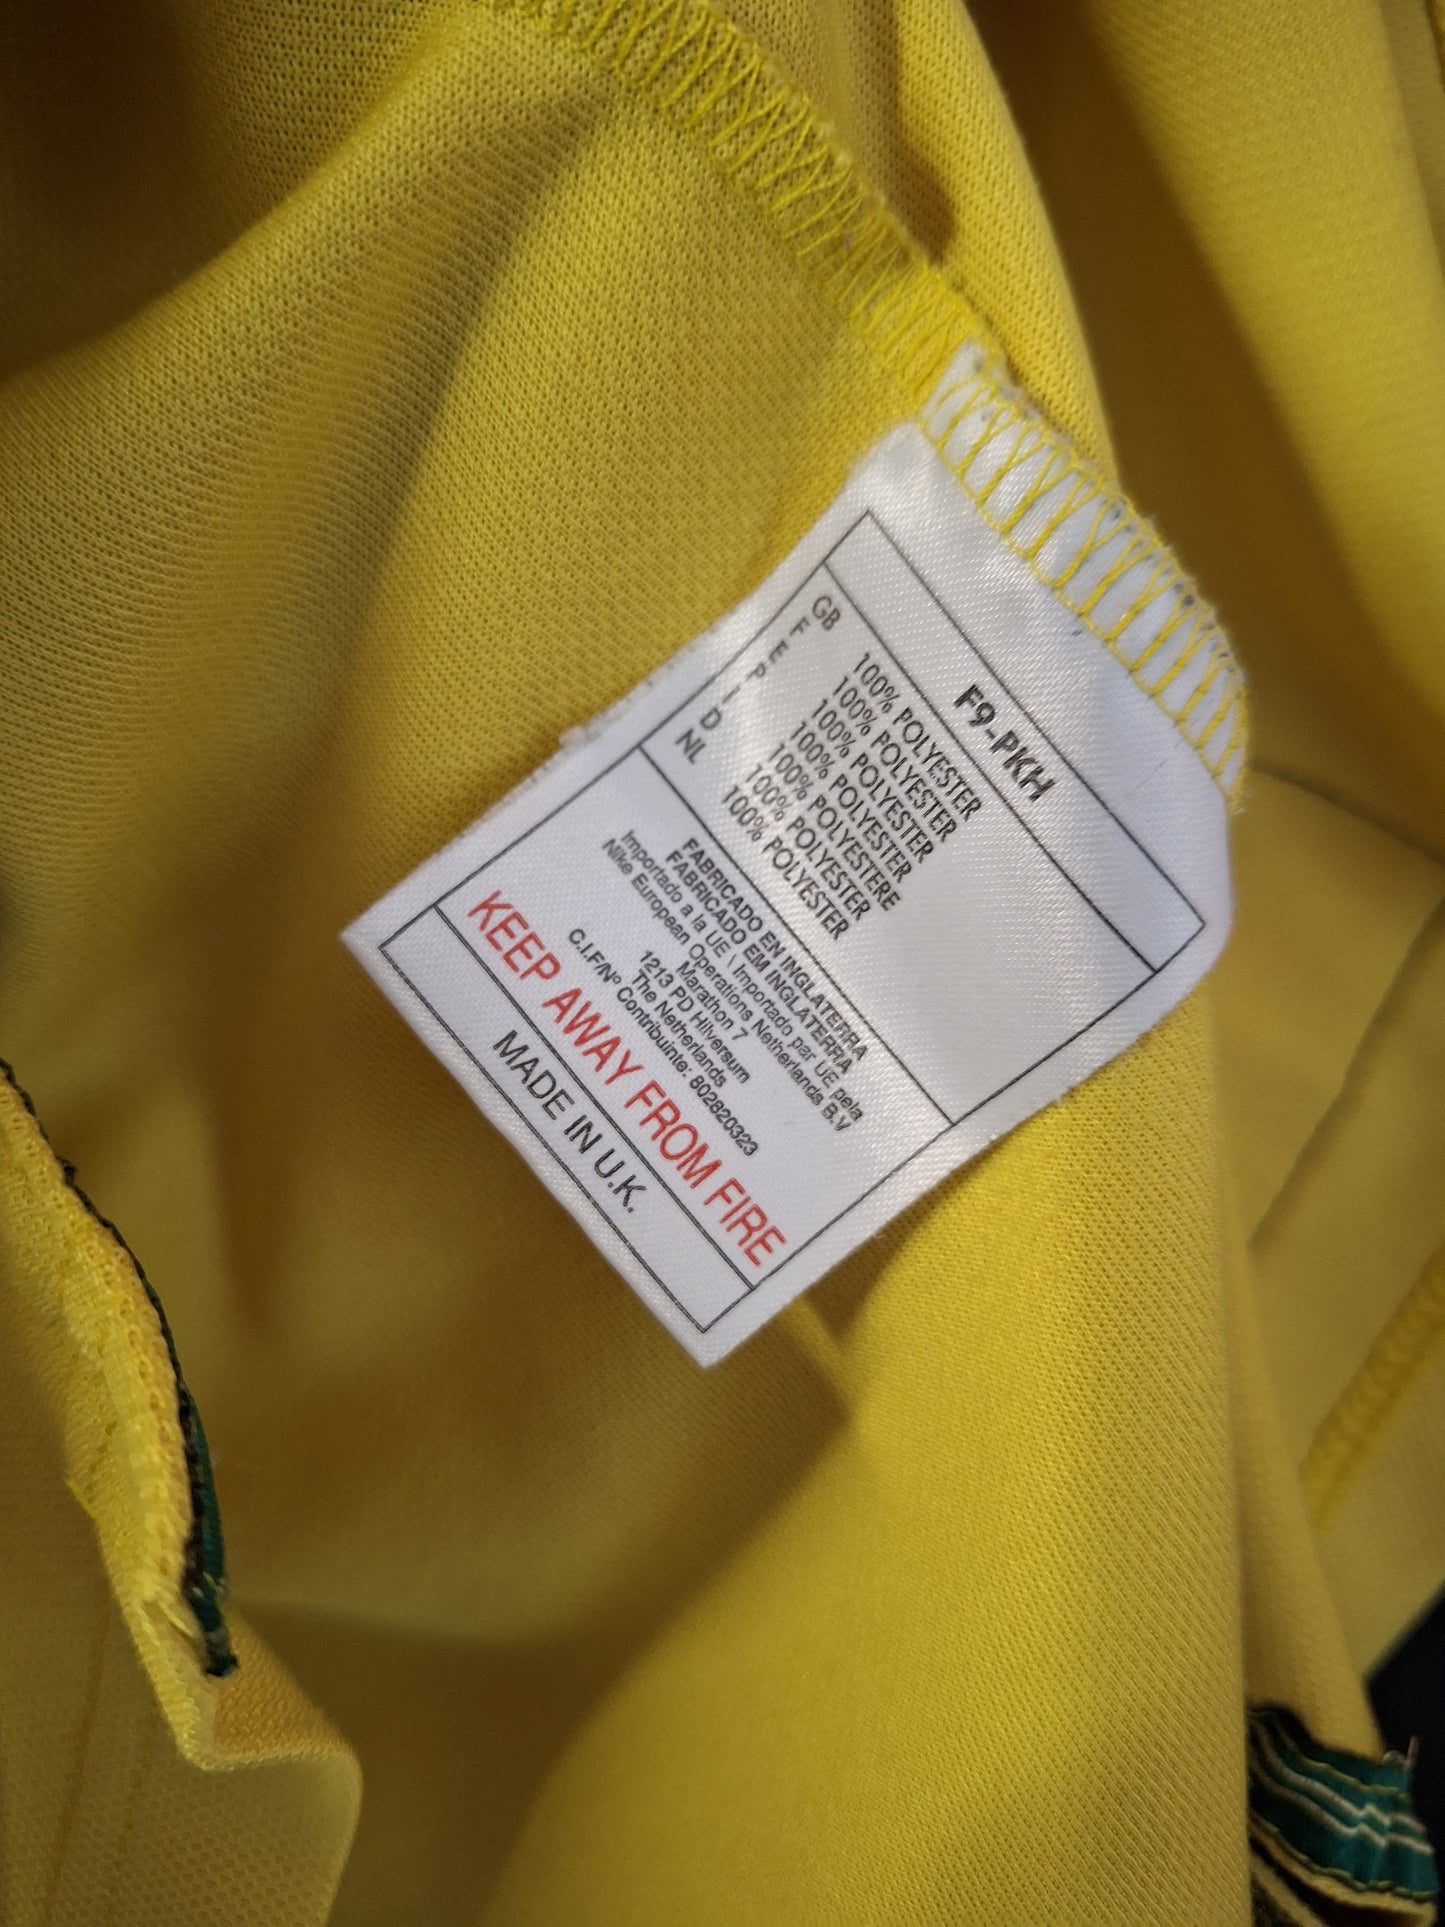 F9-PKH
GB 100% POLYESTER
F 100% POLYESTER
E 100% POLYESTER
P 100% POLYESTER
I 100% POLYESTERE
D 100% POLYESTER
NL 100% POLYESTER
FABRICADO EN INGLATERRA
FABRICADO EM INGLATERRA
Importado a la UE \ Importado par UE pela
Nike European Operations Netherlands B.V
Marathon 7
1213 PD Hilversum
The Netherlands
C.I.F/Nº Contribuinte: 802820323
KEEP AWAY FROM FIRE
MADE IN U.K.